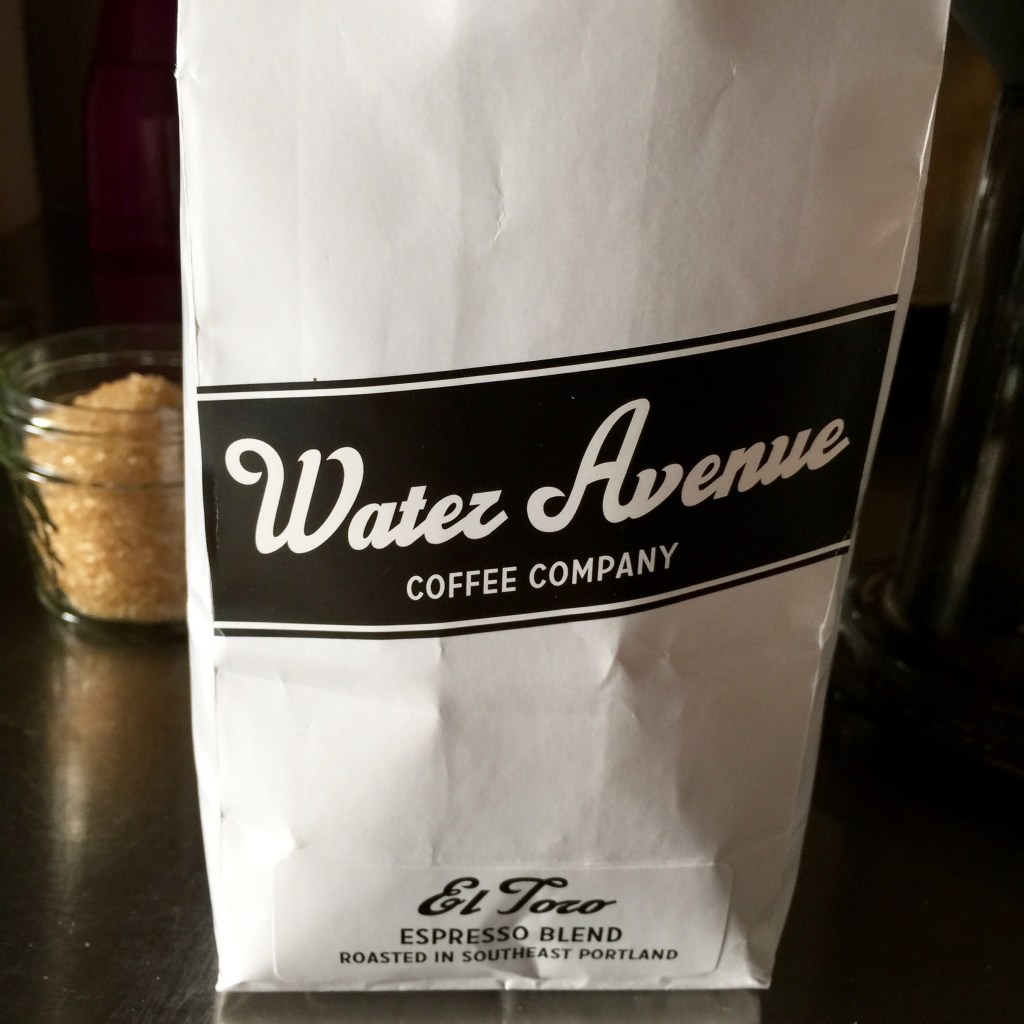 Water Avenue
COFFEE COMPANY
El Toro
ESPRESSO BLEND
ROASTED IN SOUTHEAST PORTLAND